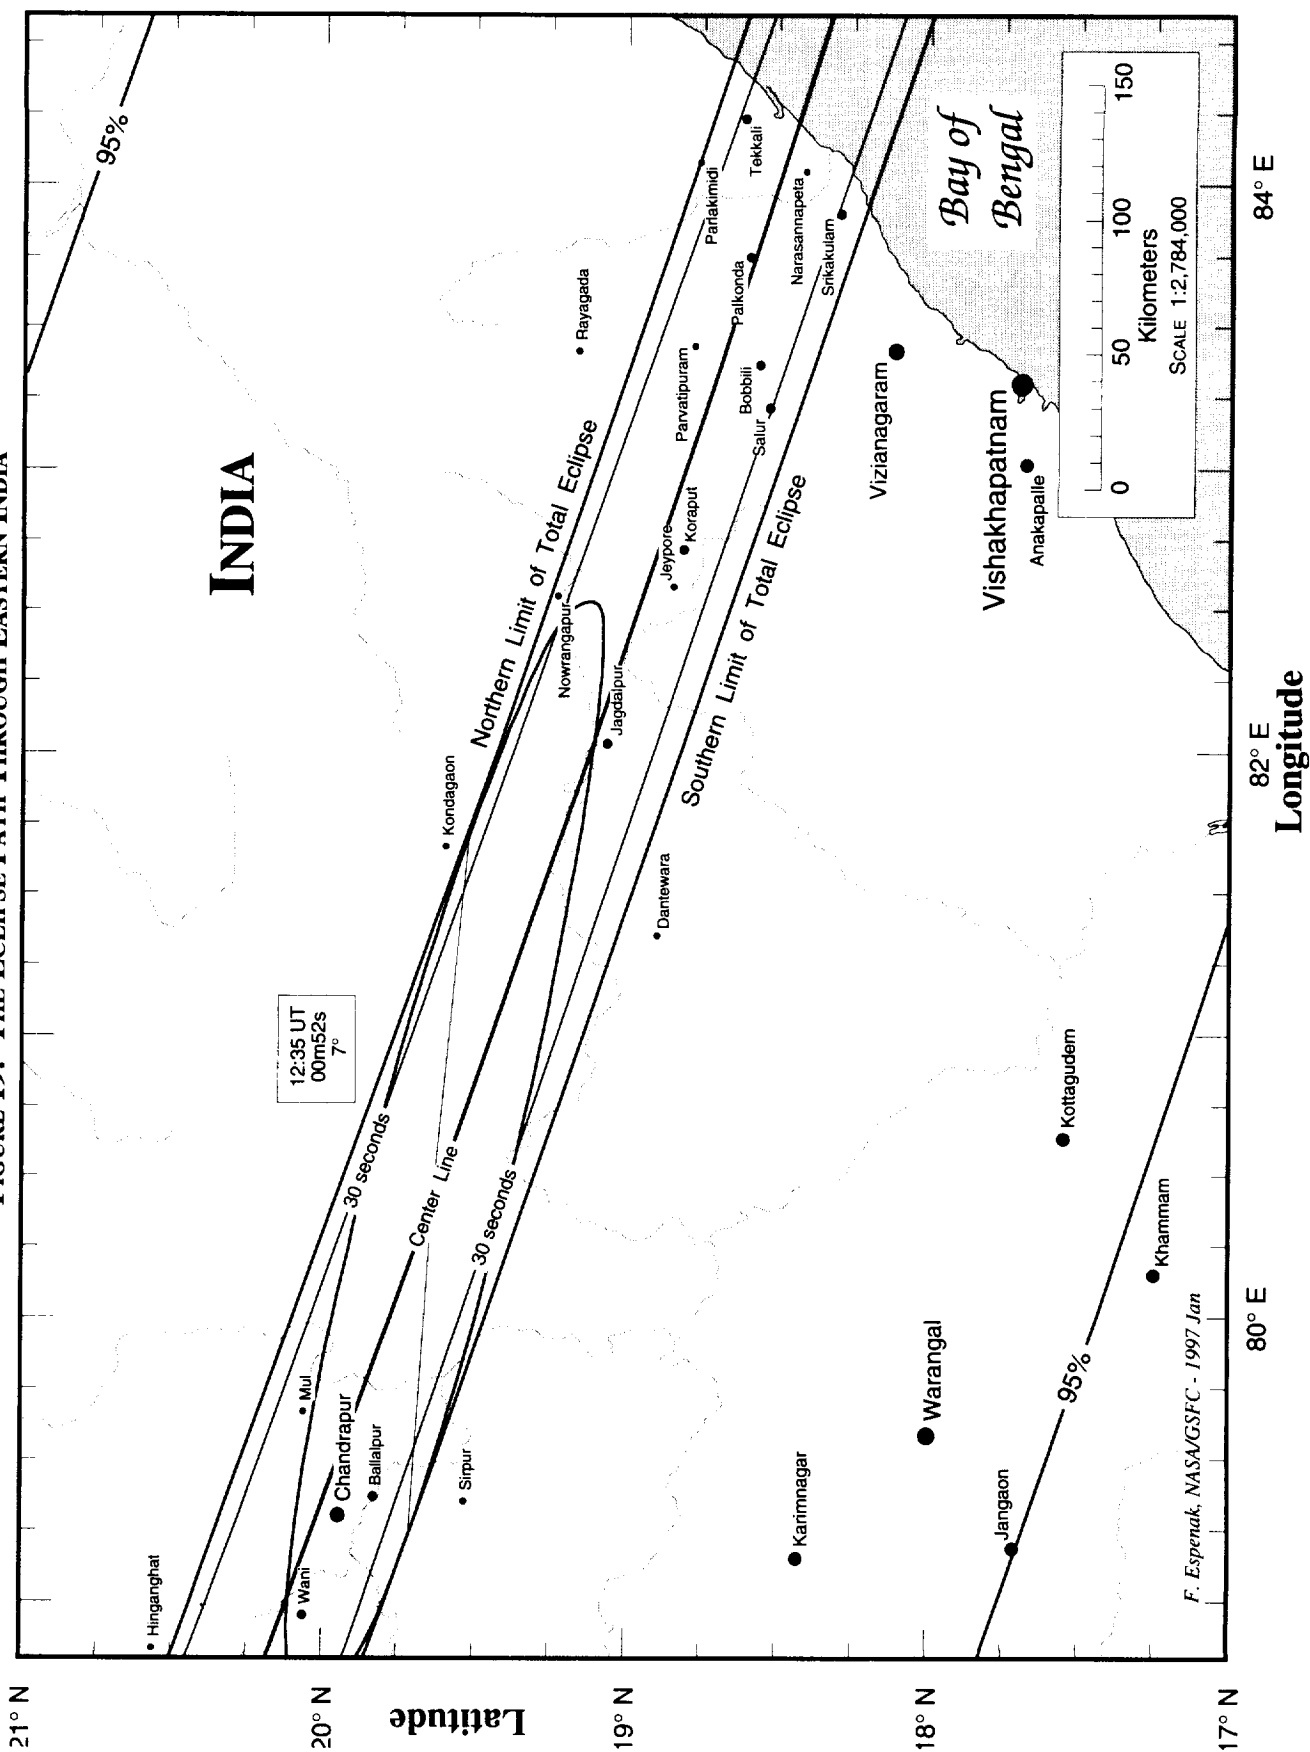 FIGURE 19: THE ECLIPSE PATH THROUGH EASTERN INDIA
95%
INDIA
Hinganghat
12:35 UT
00m52s
7°
Kondagaon
Northern Limit of Total Eclipse
Rayagada
Mul
30 seconds
Wani
Chandrapur
Ballalpur
Center Line
Nowrangapur
Jagdalpur
Jeypore
Koraput
Parvatipuram
Palkonda
Parlakimidi
Tekkali
Sirpur
30 seconds
Dantewara
Southern Limit of Total Eclipse
Salur
Bobbili
Srikakulam
Narasannapeta
Karimnagar
Warangal
Kottagudem
Vizianagaram
Vishakhapatnam
Anakapalle
Bay of
Bengal
Jangaon
95%
Khammam
0 50 100 150
Kilometers
SCALE 1:2,784,000
F. Espenak, NASA/GSFC - 1997 Jan
21° N
20° N
19° N
18° N
17° N
Latitude
80° E
82° E
84° E
Longitude